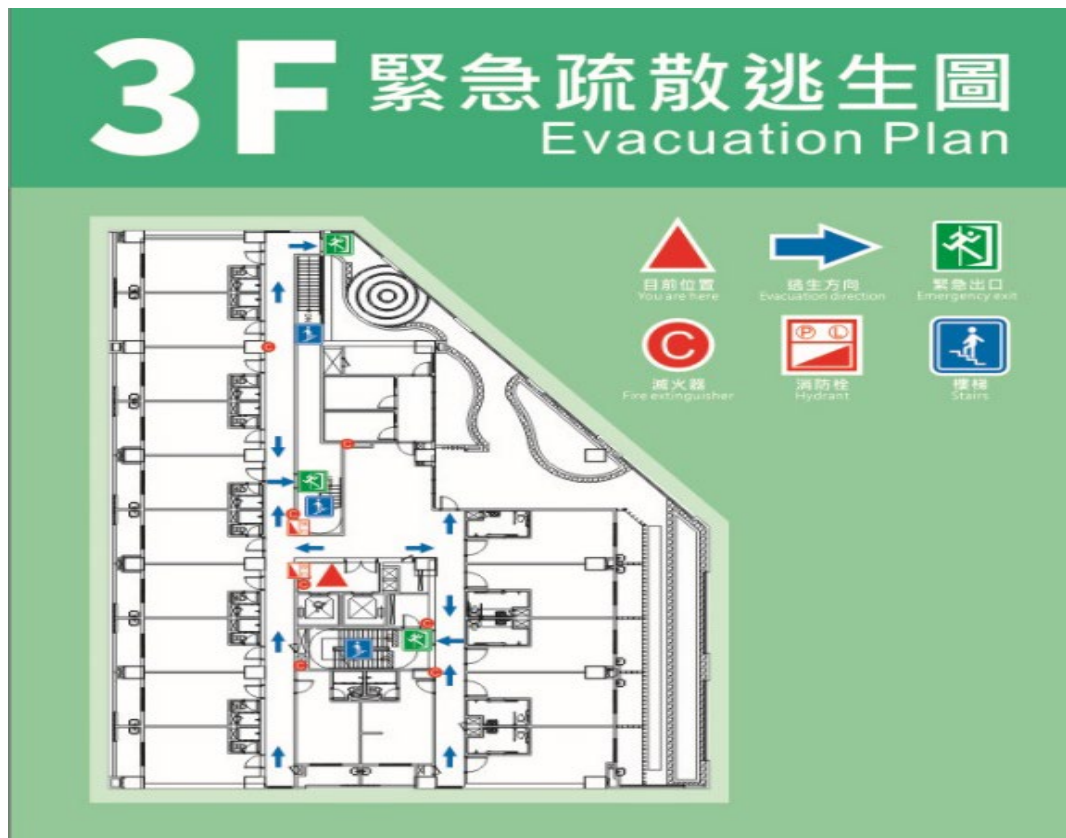 3F 緊急疏散逃生圖
Evacuation Plan
目前位置
You are here
逃生方向
Evacuation direction
緊急出口
Emergency exit
C
滅火器
Fire extinguisher
P L
消防栓
Hydrant
樓梯
Stairs